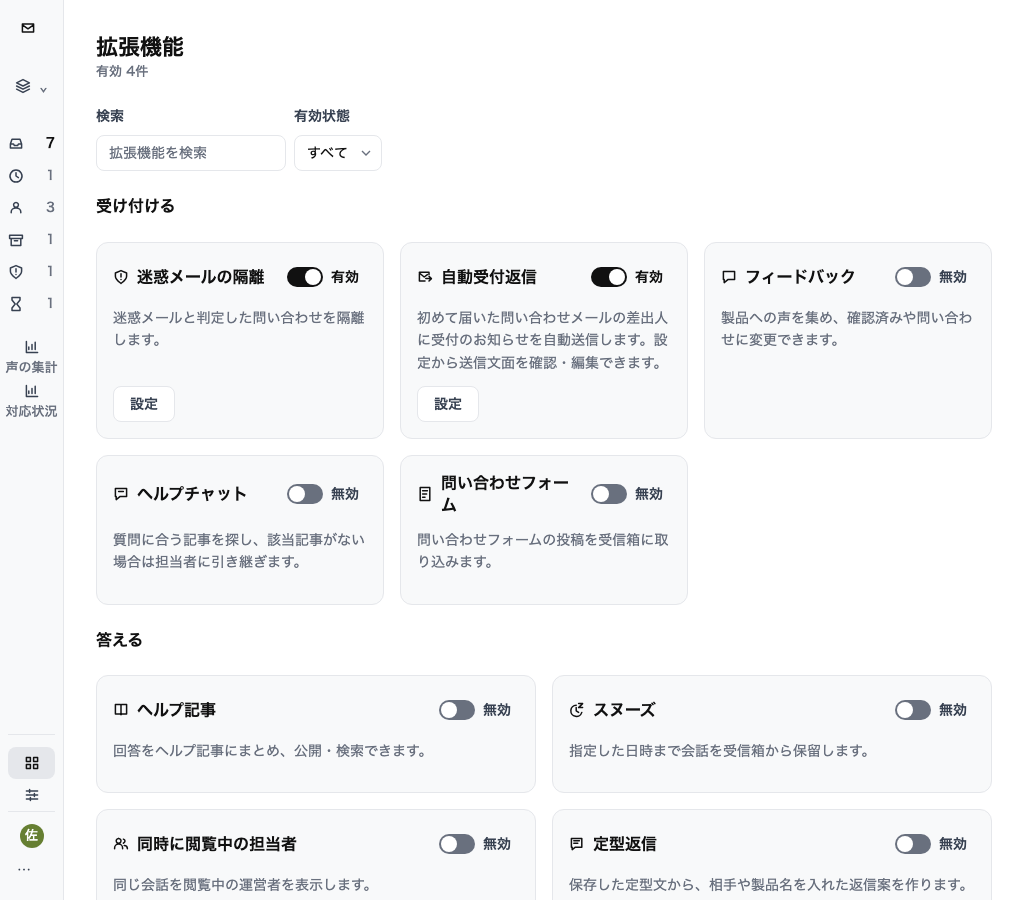 拡張機能
有効 4件
検索
有効状態
拡張機能を検索
すべて
7
1
3
1
1
1
声の集計
対応状況
佐
…
受け付ける
迷惑メールの隔離
有効
迷惑メールと判定した問い合わせを隔離
します。
設定
自動受付返信
有効
初めて届いた問い合わせメールの差出人
に受付のお知らせを自動送信します。設
定から送信文面を確認・編集できます。
設定
フィードバック
無効
製品への声を集め、確認済みや問い合わ
せに変更できます。
ヘルプチャット
無効
質問に合う記事を探し、該当記事がない
場合は担当者に引き継ぎます。
問い合わせフォー
ム
無効
問い合わせフォームの投稿を受信箱に取
り込みます。
答える
ヘルプ記事
無効
回答をヘルプ記事にまとめ、公開・検索できます。
スヌーズ
無効
指定した日時まで会話を受信箱から保留します。
同時に閲覧中の担当者
無効
同じ会話を閲覧中の運営者を表示します。
定型返信
無効
保存した定型文から、相手や製品名を入れた返信案を作ります。